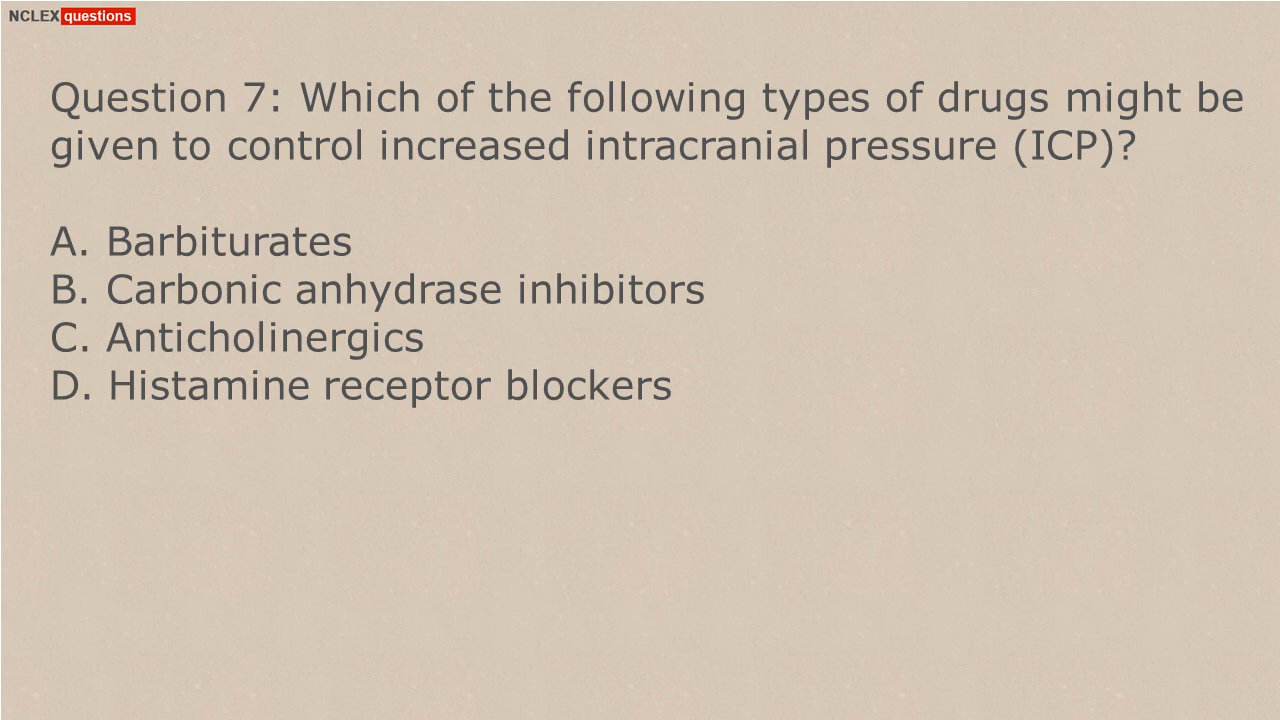 NCLEX questions
Question 7: Which of the following types of drugs might be
given to control increased intracranial pressure (ICP)?
A. Barbiturates
B. Carbonic anhydrase inhibitors
C. Anticholinergics
D. Histamine receptor blockers